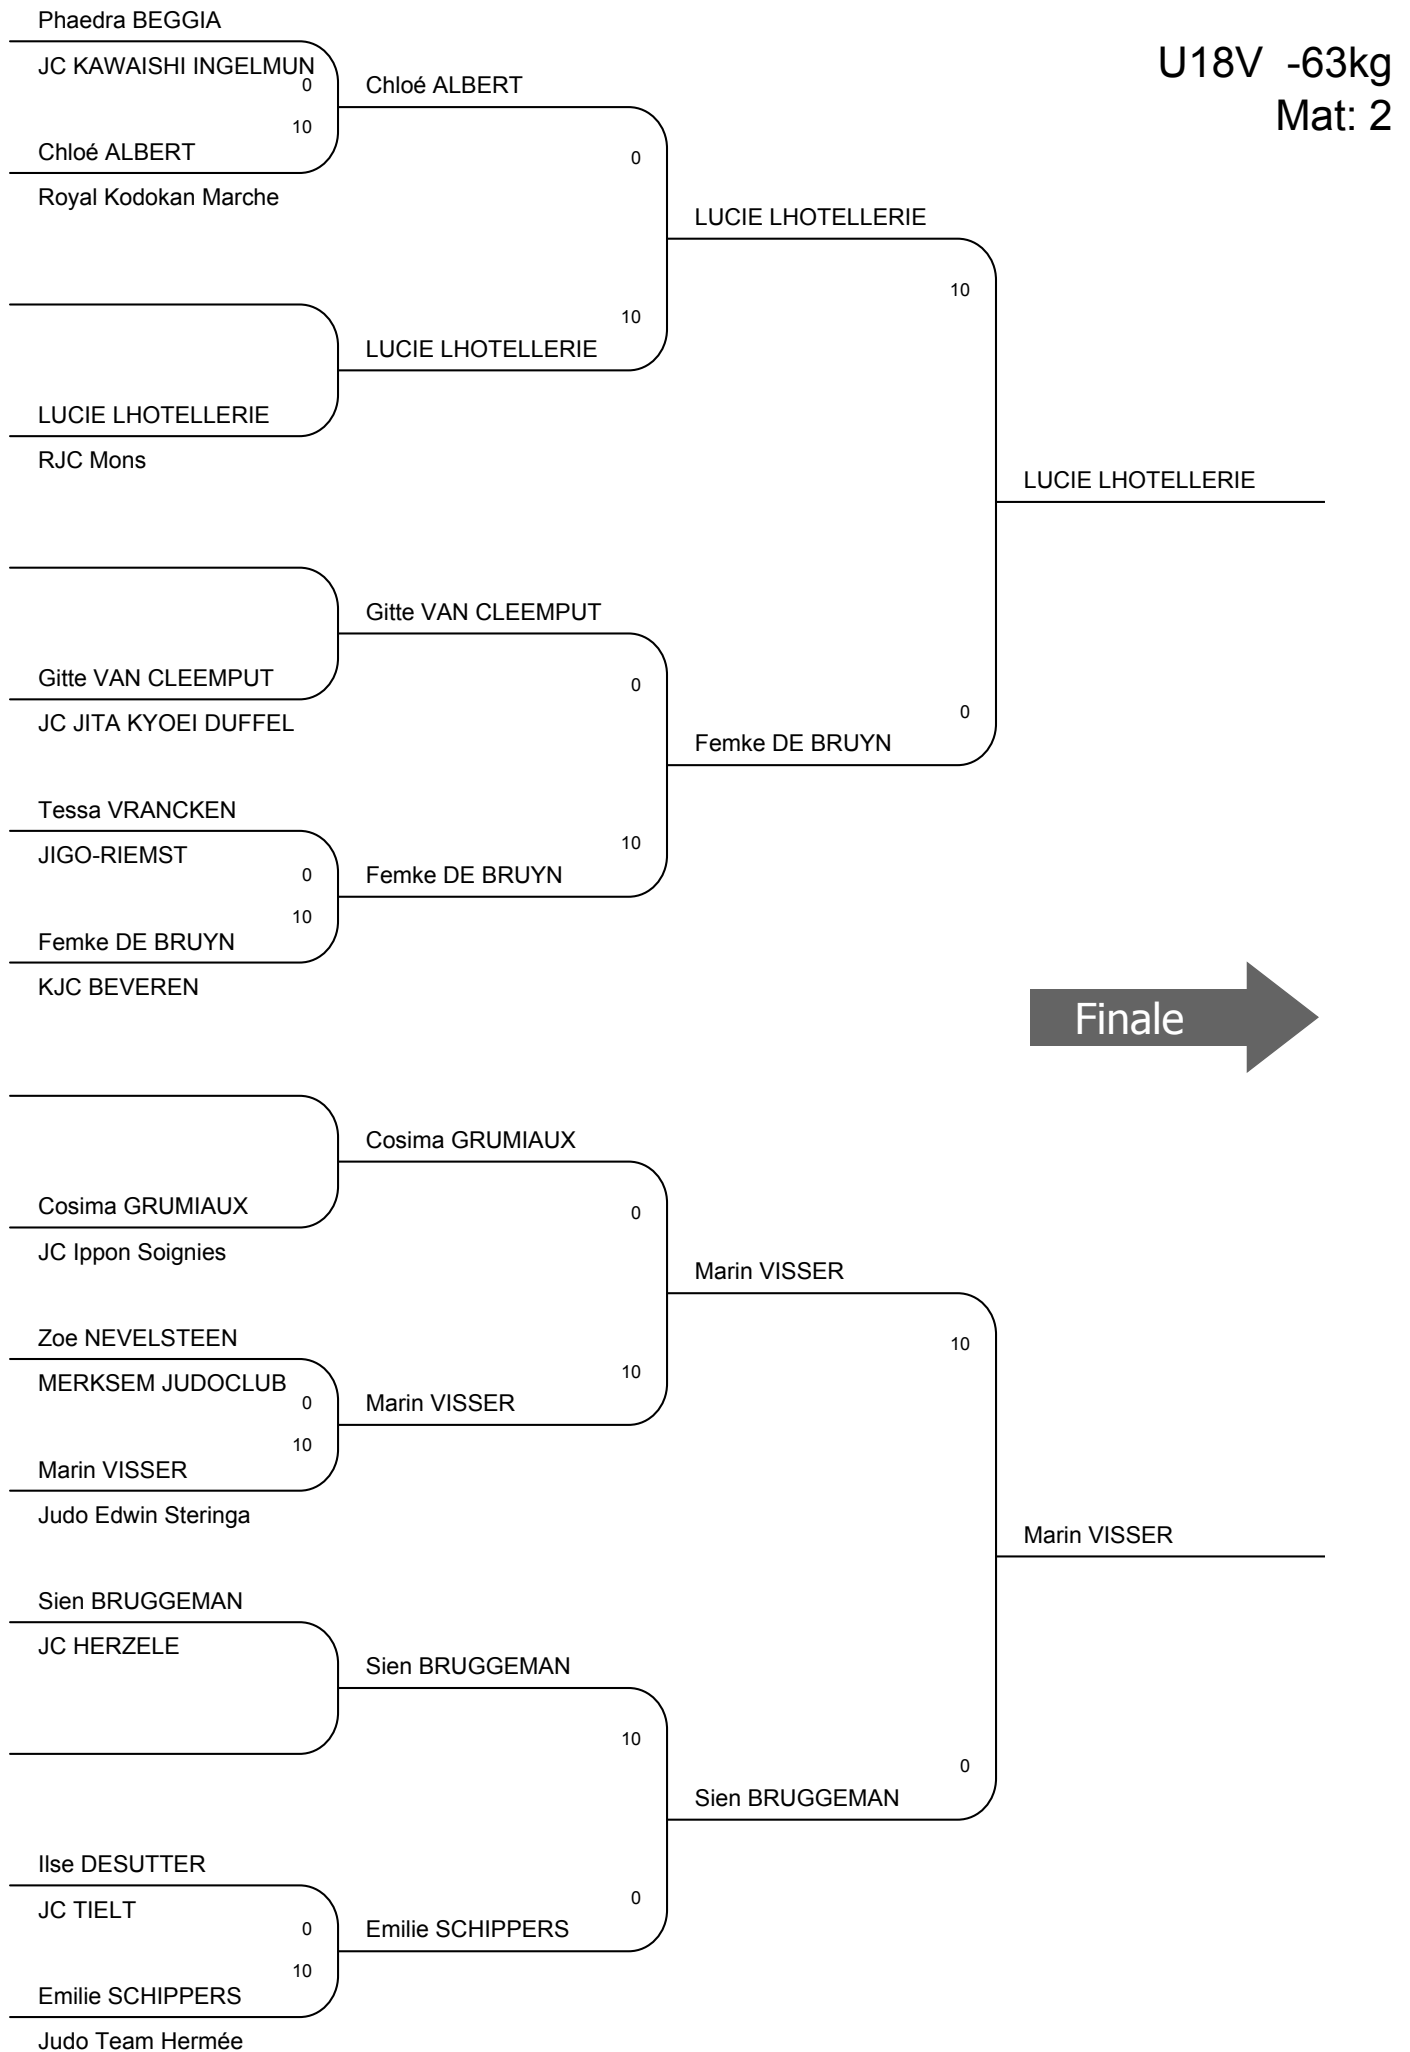 Phaedra BEGGIA
JC KAWAISHI INGELMUN
0
10
Chloé ALBERT
Royal Kodokan Marche
Chloé ALBERT
U18V -63kg
Mat: 2
0
10
LUCIE LHOTELLERIE
LUCIE LHOTELLERIE
RJC Mons
LUCIE LHOTELLERIE
10
LUCIE LHOTELLERIE
Gitte VAN CLEEMPUT
Gitte VAN CLEEMPUT
JC JITA KYOEI DUFFEL
0
0
Femke DE BRUYN
Tessa VRANCKEN
JIGO-RIEMST
0
10
10
Femke DE BRUYN
Femke DE BRUYN
KJC BEVEREN
Finale
Cosima GRUMIAUX
Cosima GRUMIAUX
JC Ippon Soignies
0
Marin VISSER
Zoe NEVELSTEEN
MERKSEM JUDOCLUB
0
10
10
10
Marin VISSER
Marin VISSER
Judo Edwin Steringa
Marin VISSER
Sien BRUGGEMAN
JC HERZELE
Sien BRUGGEMAN
10
0
Sien BRUGGEMAN
Ilse DESUTTER
JC TIELT
0
10
0
Emilie SCHIPPERS
Emilie SCHIPPERS
Judo Team Hermée